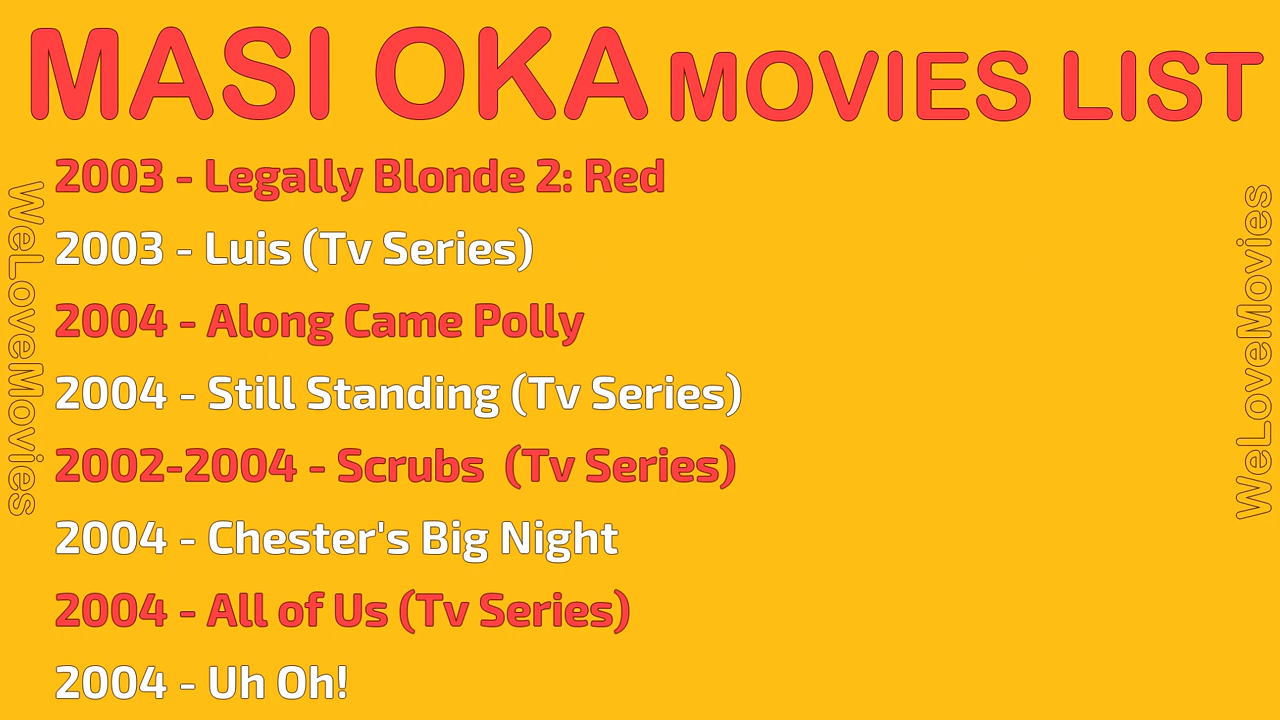 MASI OKA MOVIES LIST
2003 - Legally Blonde 2: Red
2003 - Luis (Tv Series)
2004 - Along Came Polly
2004 - Still Standing (Tv Series)
2002-2004 - Scrubs (Tv Series)
2004 - Chester's Big Night
2004 - All of Us (Tv Series)
2004 - Uh Oh!
WeLoveMovies
WeLoveMovies